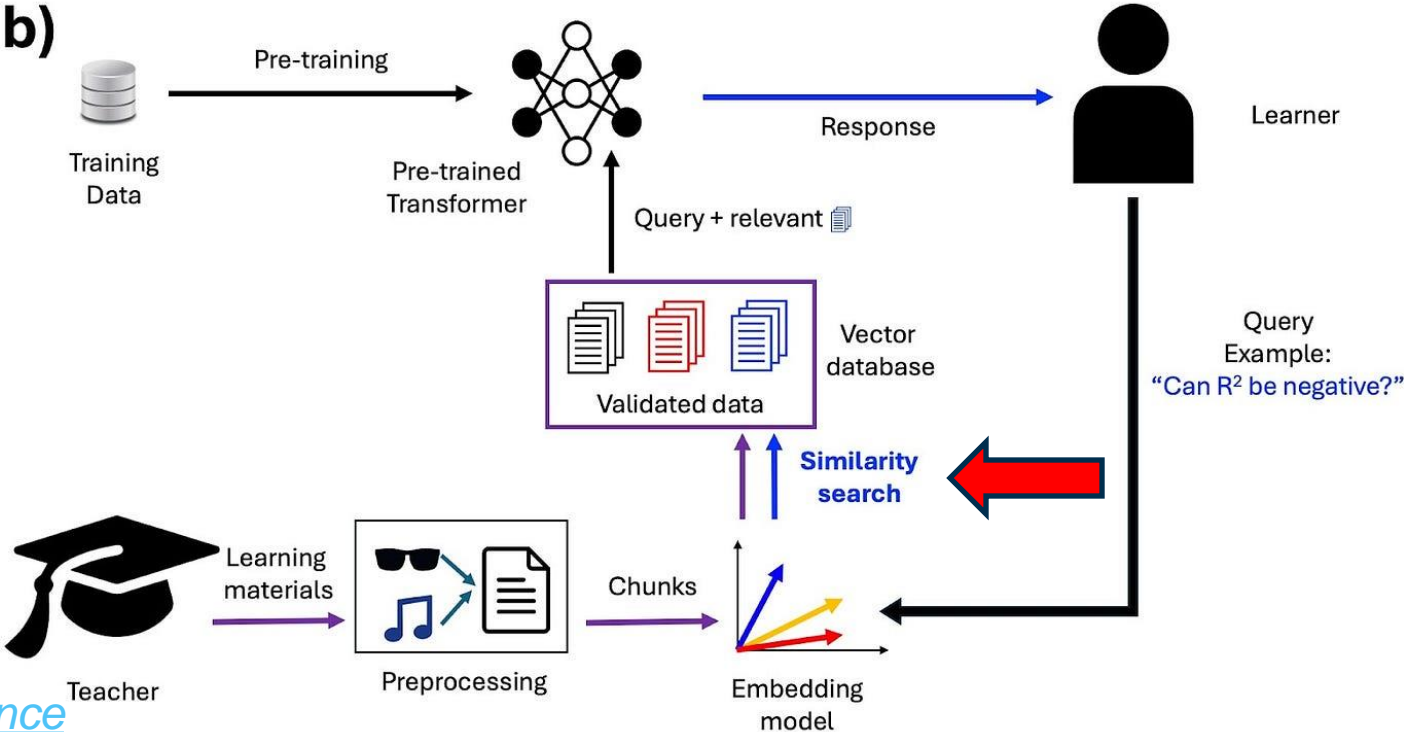 b)
Pre-training
Training
Data
Pre-trained
Transformer
Response
Learner
Query + relevant
Vector
database
Validated data
Query
Example:
“Can R² be negative?”
Similarity
search
Learning
materials
Chunks
Teacher
Preprocessing
Embedding
model
nce